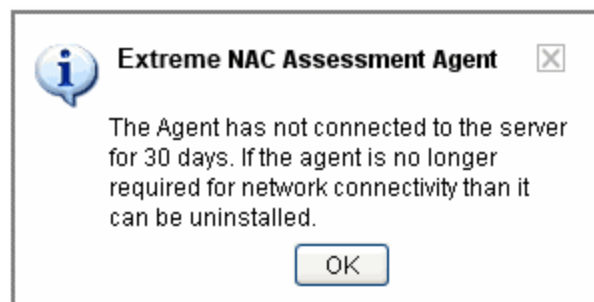 Extreme NAC Assessment Agent
The Agent has not connected to the server
for 30 days. If the agent is no longer
required for network connectivity than it
can be uninstalled.
OK